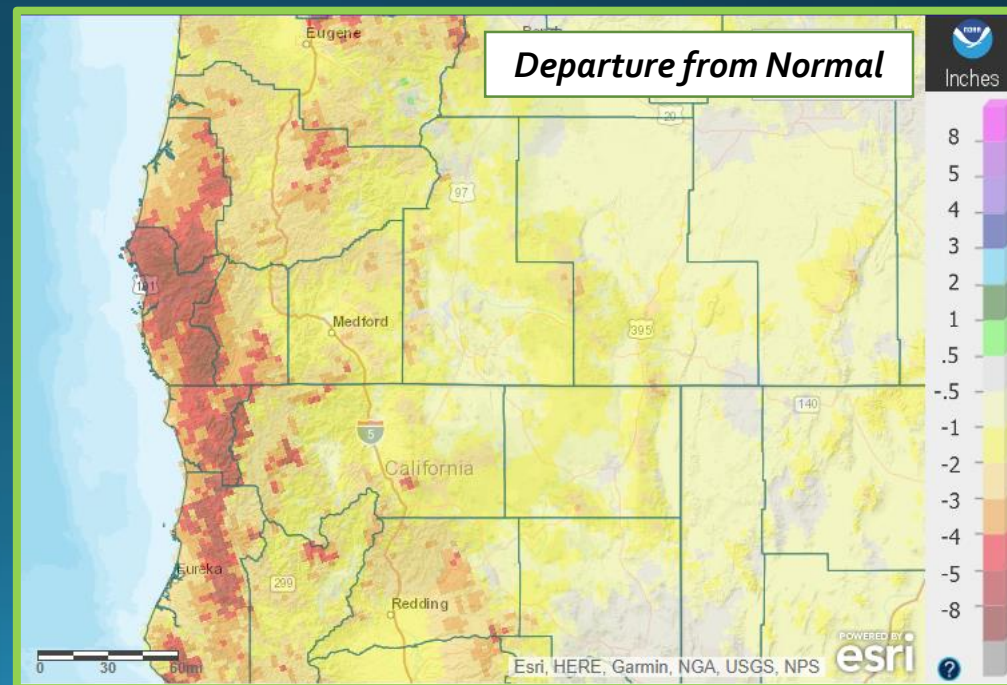 Departure from Normal
Eugene
noaa
Inches
20
97
101
Medford
395
140
5
California
Eureka
299
Redding
8
5
4
3
2
1
.5
-.5
-1
-2
-3
-4
-5
-8
0 30 60mi
Esri, HERE, Garmin, NGA, USGS, NPS
POWERED BY
esri
?